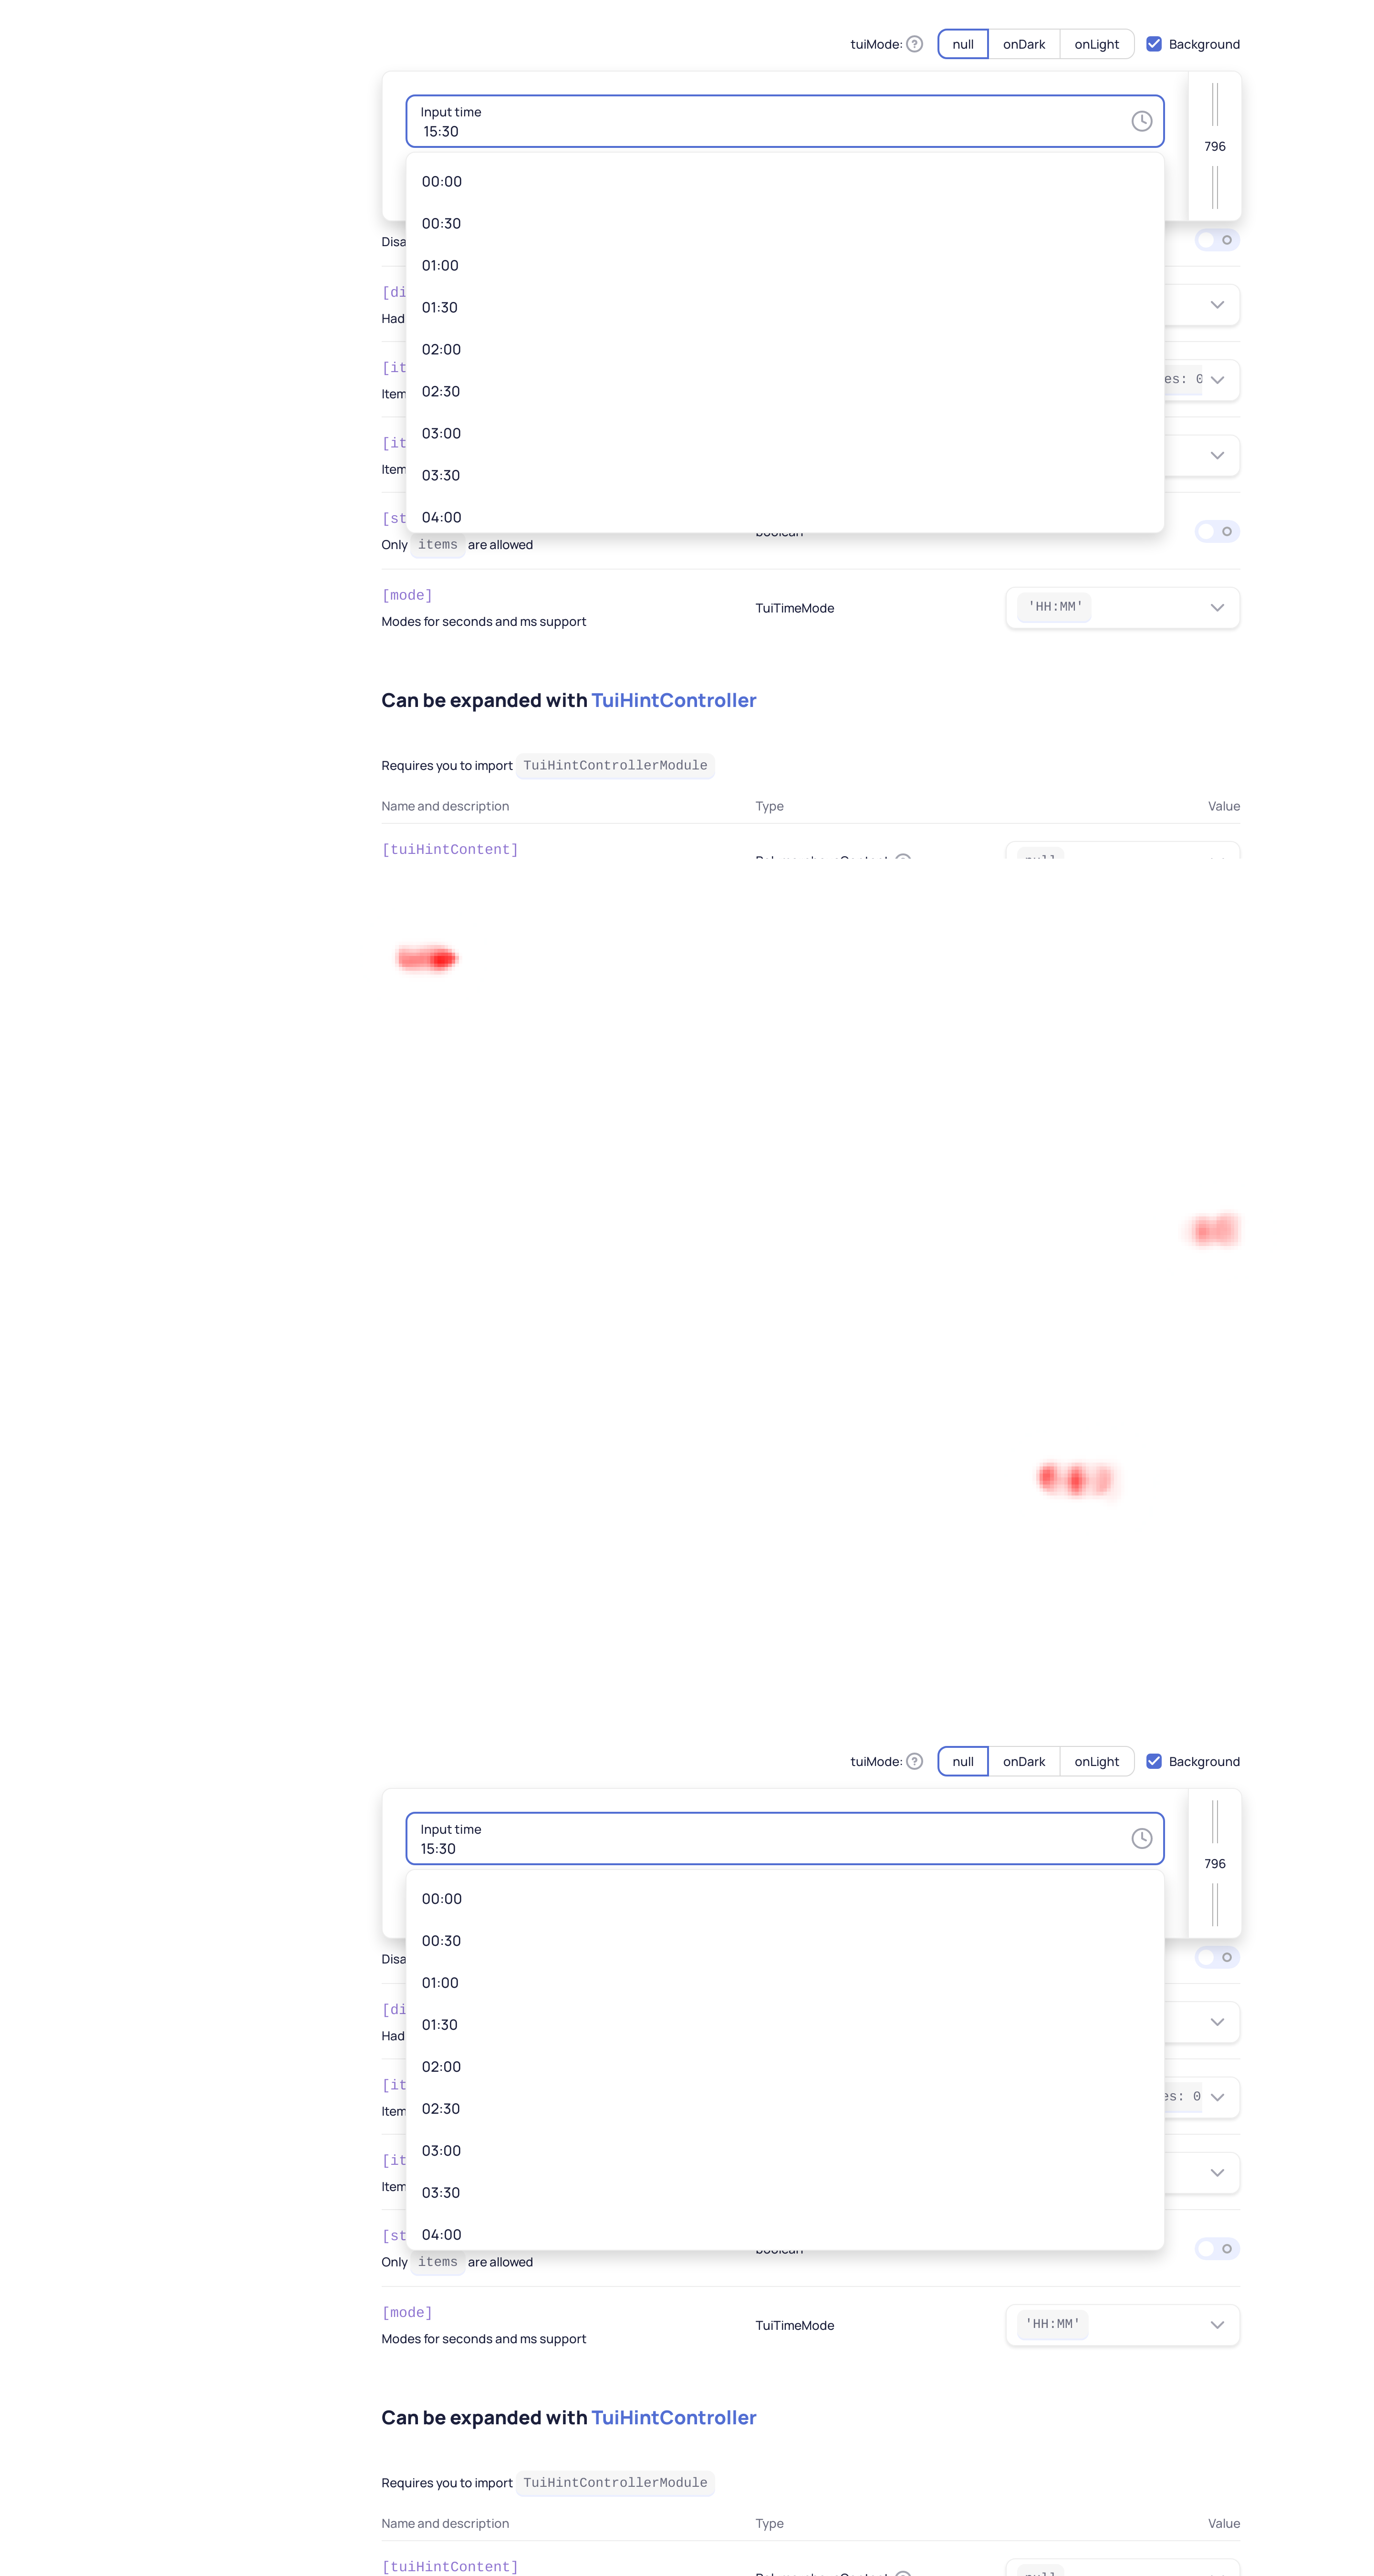 tuiMode: null onDark onLight Background
Input time
15:30
796
00:00
00:30
Disa
01:00
[di
01:30
Had
02:00
[it
es: 0
Item
02:30
03:00
[it
Item
03:30
04:00
[st
boolean
Only items are allowed
[mode]
TuiTimeMode
'HH:MM'
Modes for seconds and ms support
Can be expanded with TuiHintController
Requires you to import TuiHintControllerModule
Name and description Type Value
[tuiHintContent]
null
tuiMode: null onDark onLight Background
Input time
15:30
796
00:00
00:30
Disa
01:00
[di
01:30
Had
02:00
[it
es: 0
Item
02:30
03:00
[it
Item
03:30
04:00
[st
boolean
Only items are allowed
[mode]
TuiTimeMode
'HH:MM'
Modes for seconds and ms support
Can be expanded with TuiHintController
Requires you to import TuiHintControllerModule
Name and description Type Value
[tuiHintContent]